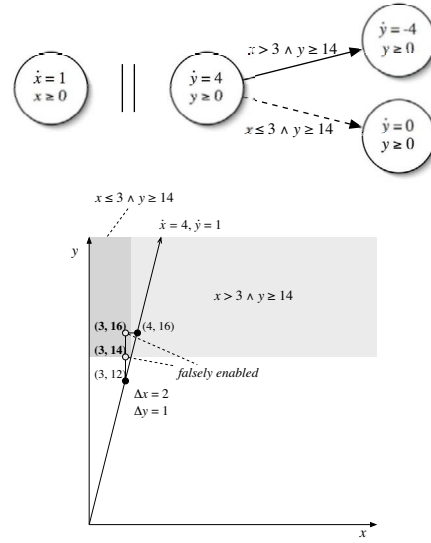 ẋ = 1
x ≥ 0
ẏ = 4
y ≥ 0
x > 3 ∧ y ≥ 14
x ≤ 3 ∧ y ≥ 14
ẏ = -4
y ≥ 0
ẏ = 0
y ≥ 0
x ≤ 3 ∧ y ≥ 14
ẋ = 4, ẏ = 1
y
x > 3 ∧ y ≥ 14
(3, 16)
(4, 16)
(3, 14)
(3, 12)
falsely enabled
Δx = 2
Δy = 1
x